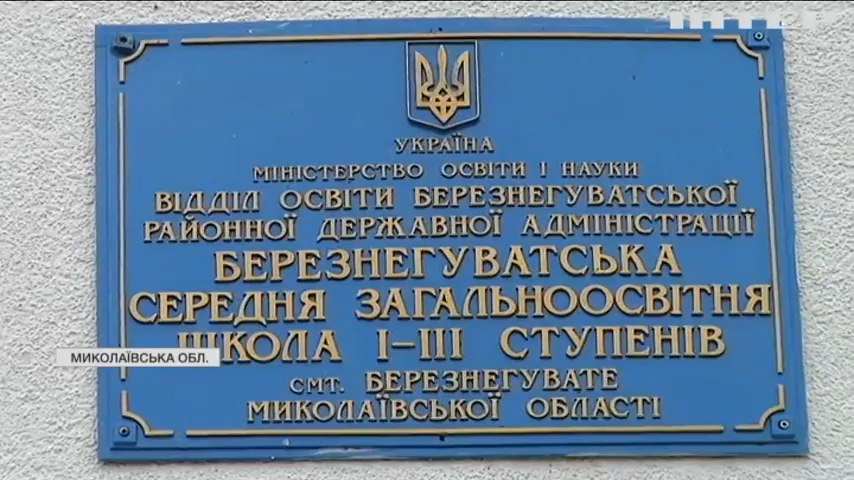 УКРАЇНА
МІНІСТЕРСТВО ОСВІТИ І НАУКИ
ВІДДІЛ ОСВІТИ БЕРЕЗНЕГУВАТСЬКОЇ
РАЙОННОЇ ДЕРЖАВНОЇ АДМІНІСТРАЦІЇ
БЕРЕЗНЕГУВАТСЬКА
СЕРЕДНЯ ЗАГАЛЬНООСВІТНЯ
ШКОЛА І–ІІІ СТУПЕНІВ
МИКОЛАЇВСЬКА ОБЛ.
СМТ. БЕРЕЗНЕГУВАТЕ
МИКОЛАЇВСЬКОЇ ОБЛАСТІ